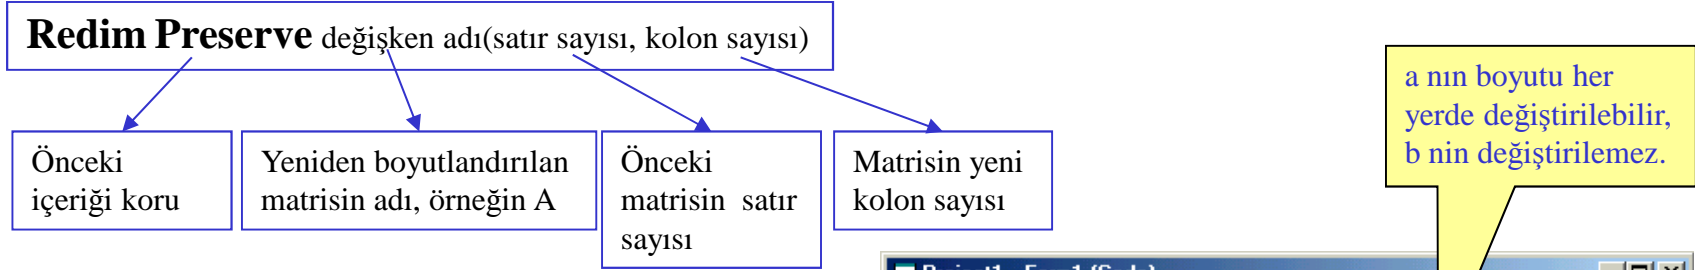 Redim Preserve değişken adı(satır sayısı, kolon sayısı)
Önceki
içeriği koru
Yeniden boyutlandırılan
matrisin adı, örneğin A
Önceki
matrisin satır
sayısı
Matrisin yeni
kolon sayısı
a nın boyutu her
yerde değiştirilebilir,
b nin değiştirilemez.